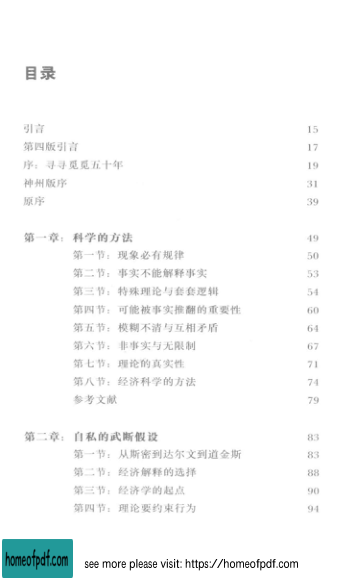 目录
引言 15
第四版引言 17
序：寻寻觅觅五十年 19
神州版序 31
原序 39
第一章：科学的方法 49
第一节：现象必有规律 50
第二节：事实不能解释事实 53
第三节：特殊理论与套套逻辑 54
第四节：可能被事实推翻的重要性 60
第五节：模糊不清与互相矛盾 64
第六节：非事实与无限制 67
第七节：理论的真实性 71
第八节：经济科学的方法 74
参考文献 79
第二章：自私的武断假设 83
第一节：从斯密到达尔文到道金斯 83
第二节：经济解释的选择 88
第三节：经济学的起点 90
第四节：理论要约束行为 94
homeofpdf.com
see more please visit: https://homeofpdf.com